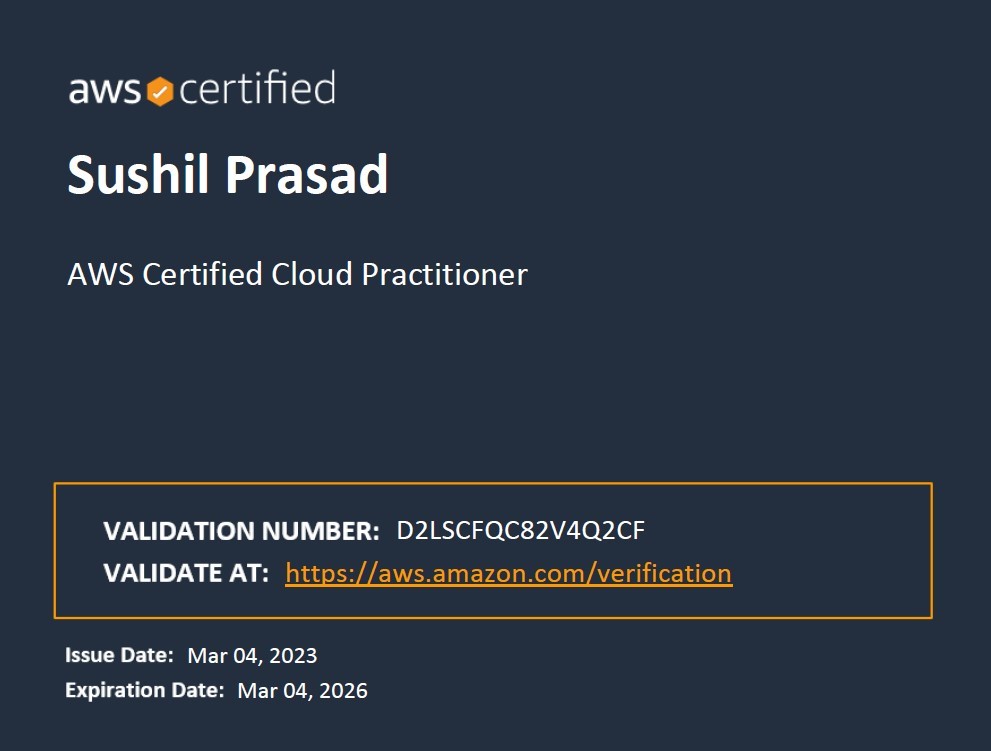 aws certified
Sushil Prasad
AWS Certified Cloud Practitioner
VALIDATION NUMBER: D2LSCFQC82V4Q2CF
VALIDATE AT: https://aws.amazon.com/verification
Issue Date: Mar 04, 2023
Expiration Date: Mar 04, 2026